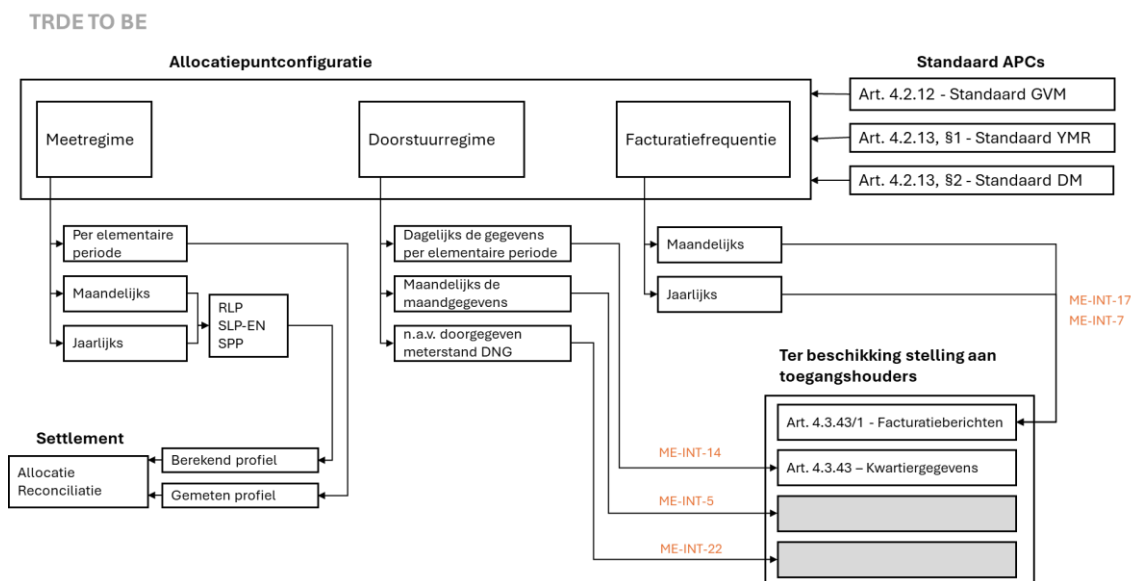 TRDE TO BE
Allocatiepuntconfiguratie
Standaard APCs
Meetregime
Doorstuurregime
Facturatiefrequentie
Art. 4.2.12 - Standaard GVM
Art. 4.2.13, §1 - Standaard YMR
Art. 4.2.13, §2 - Standaard DM
Per elementaire
periode
Maandelijks
Jaarlijks
RLP
SLP-EN
SPP
Dagelijks de gegevens
per elementaire periode
Maandelijks de
maandgegevens
n.a.v. doorgegeven
meterstand DNG
Maandelijks
Jaarlijks
ME-INT-17
ME-INT-7
Ter beschikking stelling aan
toegangshouders
Art. 4.3.43/1 - Facturatieberichten
Art. 4.3.43 – Kwartiergegevens
ME-INT-14
ME-INT-5
ME-INT-22
Settlement
Allocatie
Reconciliatie
Berekend profiel
Gemeten profiel